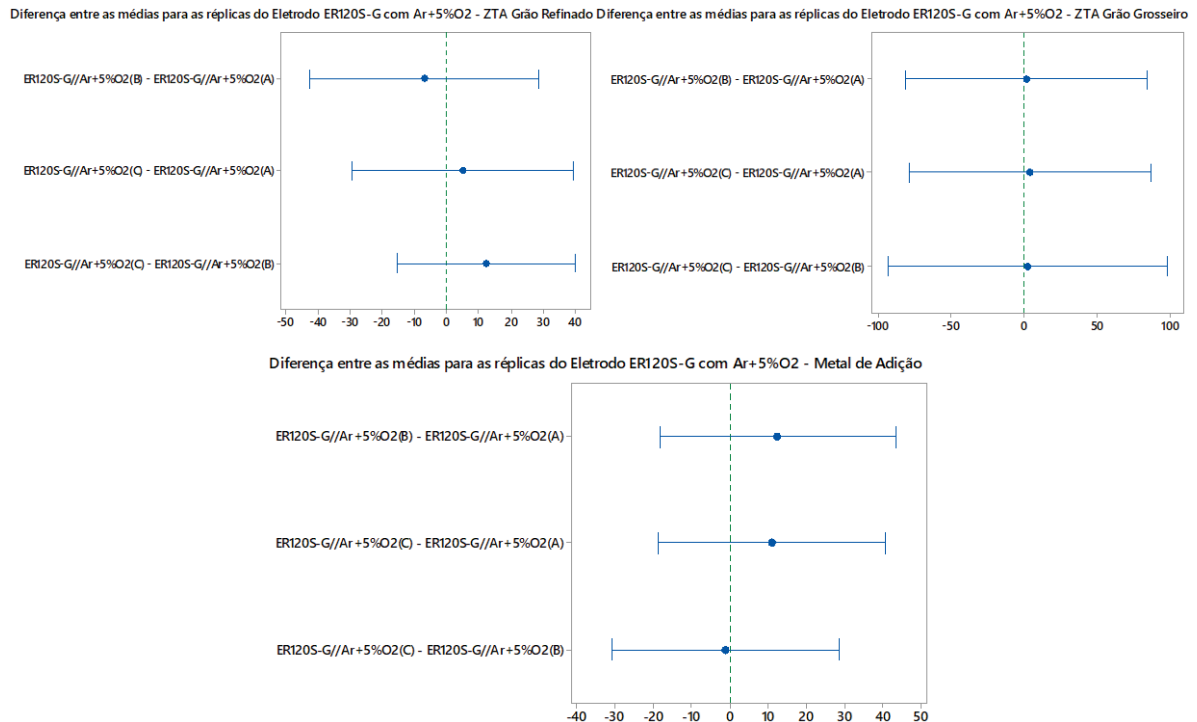 Diferença entre as médias para as réplicas do Eletrodo ER120S-G com Ar+5%O2 - ZTA Grão Refinado
ER120S-G//Ar+5%O2(B) - ER120S-G//Ar+5%O2(A)
ER120S-G//Ar+5%O2(C) - ER120S-G//Ar+5%O2(A)
ER120S-G//Ar+5%O2(C) - ER120S-G//Ar+5%O2(B)
-50 -40 -30 -20 -10 0 10 20 30 40
Diferença entre as médias para as réplicas do Eletrodo ER120S-G com Ar+5%O2 - ZTA Grão Grosseiro
ER120S-G//Ar+5%O2(B) - ER120S-G//Ar+5%O2(A)
ER120S-G//Ar+5%O2(C) - ER120S-G//Ar+5%O2(A)
ER120S-G//Ar+5%O2(C) - ER120S-G//Ar+5%O2(B)
-100 -50 0 50 100
Diferença entre as médias para as réplicas do Eletrodo ER120S-G com Ar+5%O2 - Metal de Adição
ER120S-G//Ar+5%O2(B) - ER120S-G//Ar+5%O2(A)
ER120S-G//Ar+5%O2(C) - ER120S-G//Ar+5%O2(A)
ER120S-G//Ar+5%O2(C) - ER120S-G//Ar+5%O2(B)
-40 -30 -20 -10 0 10 20 30 40 50